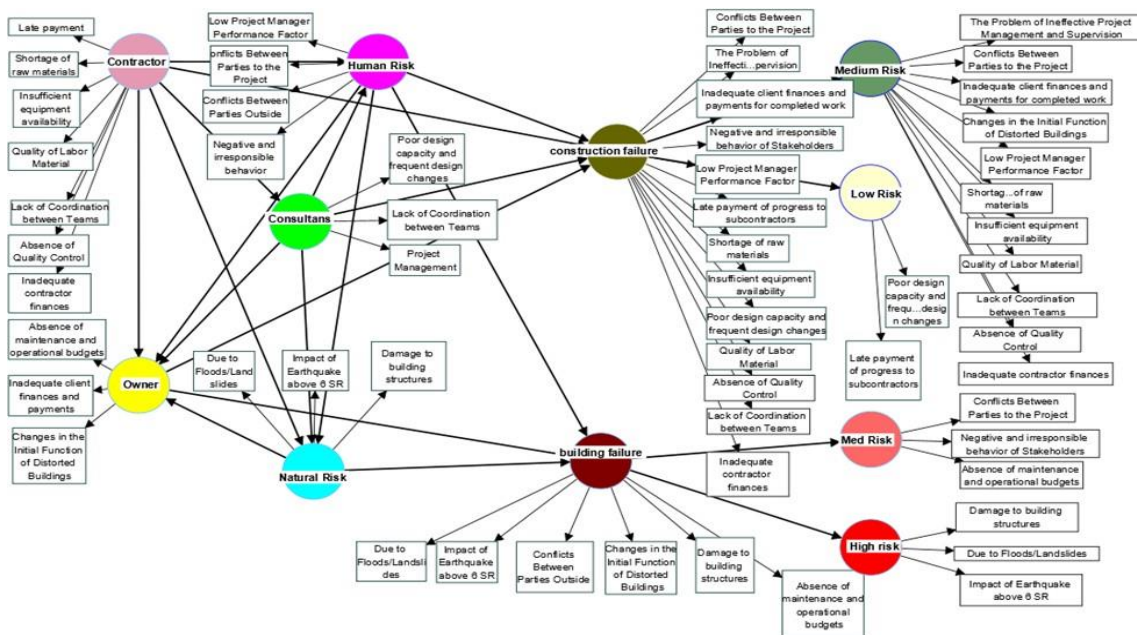 Late payment
Contractor
Shortage of
raw materials
Insufficient
equipment
availability
Quality of Labor
Material
Lack of Coordination
between Teams
Absence of
Quality Control
Inadequate
contractor
finances
Low Project Manager
Performance Factor
Human Risk
onflicts Between
Parties to the
Project
Conflicts Between
Parties Outside
Negative and
irresponsible
behavior
Consultans
Poor design
capacity and
frequent design
changes
Lack of Coordination
between Teams
Project
Management
Absence of
maintenance and
operational budgets
Owner
Inadequate client
finances and
payments
Changes in the
Initial Function
of Distorted
Buildings
Due to
Floods/Land
slides
Impact of
Earthquake
above 6 SR
Damage to
building
structures
Natural Risk
Conflicts Between
Parties to the Project
The Problem of
Ineffecti...pervision
Inadequate client finances and
payments for completed work
construction failure
Negative and irresponsible
behavior of Stakeholders
Low Project Manager
Performance Factor
Late payment of progress to
subcontractors
Shortage of raw
materials
Insufficient equipment
availability
Poor design capacity and
frequent design changes
Quality of Labor
Material
Absence of Quality
Control
Lack of Coordination
between Teams
Inadequate
contractor
finances
Medium Risk
The Problem of Ineffective Project
Management and Supervision
Conflicts Between
Parties to the Project
Inadequate client finances and
payments for completed work
Changes in the Initial Function
of Distorted Buildings
Low Project Manager
Performance Factor
Shortag...of raw
materials
Insufficient equipment
availability
Quality of Labor Material
Lack of Coordination
between Teams
Absence of Quality
Control
Inadequate contractor finances
Low Risk
Poor design
capacity and
frequ...desig
n changes
Late payment
of progress to
subcontractors
building failure
Due to
Floods/Landsli
des
Impact of
Earthquake
above 6 SR
Conflicts
Between
Parties Outside
Changes in the
Initial Function
of Distorted
Buildings
Damage to
building
structures
Absence of
maintenance and
operational
budgets
Med Risk
Conflicts Between
Parties to the Project
Negative and irresponsible
behavior of Stakeholders
Absence of maintenance
and operational budgets
High risk
Damage to building
structures
Due to Floods/Landslides
Impact of Earthquake
above 6 SR